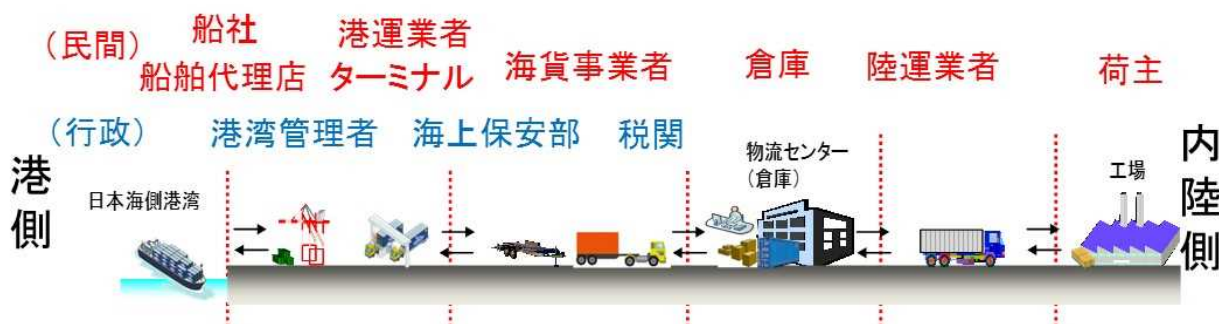 (民間)
船社
船舶代理店
港運業者
ターミナル
海貨事業者
倉庫
陸運業者
荷主
(行政)
港湾管理者
海上保安部
税関
港側
日本海側港湾
物流センター
(倉庫)
工場
内陸側